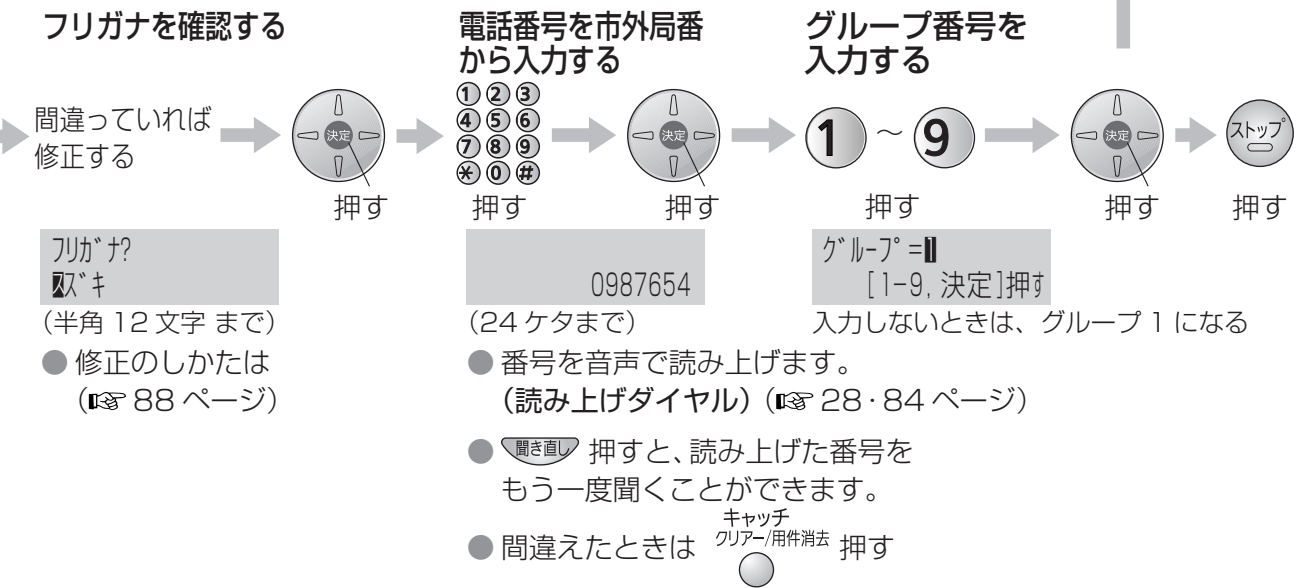 フリガナを確認する
間違っていれば
修正する
決定
押す
フリガナ?
スズキ
(半角 12 文字 まで)
● 修正のしかたは
(☞ 88 ページ)
電話番号を市外局番
から入力する
1 2 3
4 5 6
7 8 9
* 0 #
押す
決定
押す
0987654
(24 ケタまで)
● 番号を音声で読み上げます。
(読み上げダイヤル)(☞ 28・84 ページ)
● 聞き直し 押すと、読み上げた番号を
もう一度聞くことができます。
キャッチ
● 間違えたときは クリアー/用件消去 押す
グループ番号を
入力する
1 ~ 9
押す
決定
押す
ストップ
押す
グループ=1
[1-9, 決定]押す
入力しないときは、グループ 1 になる